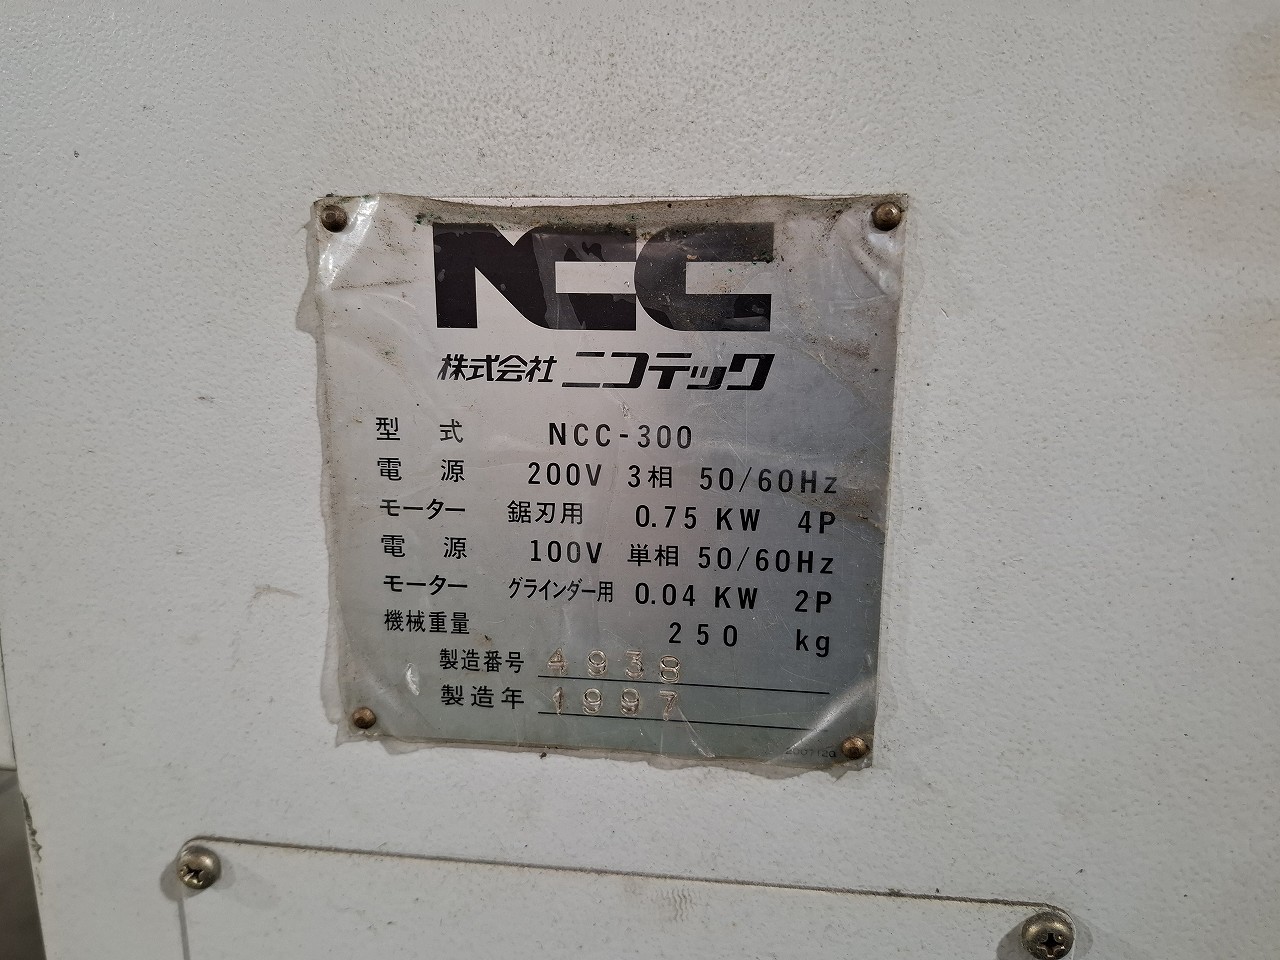 NCC
株式会社 ニコテック
型 式 NCC-300
電 源 200V 3相 50/60Hz
モーター 鋸刃用 0.75 KW 4P
電 源 100V 単相 50/60Hz
モーター グラインダー用 0.04 KW 2P
機械重量 250 kg
製造番号 4938
製造年 1997